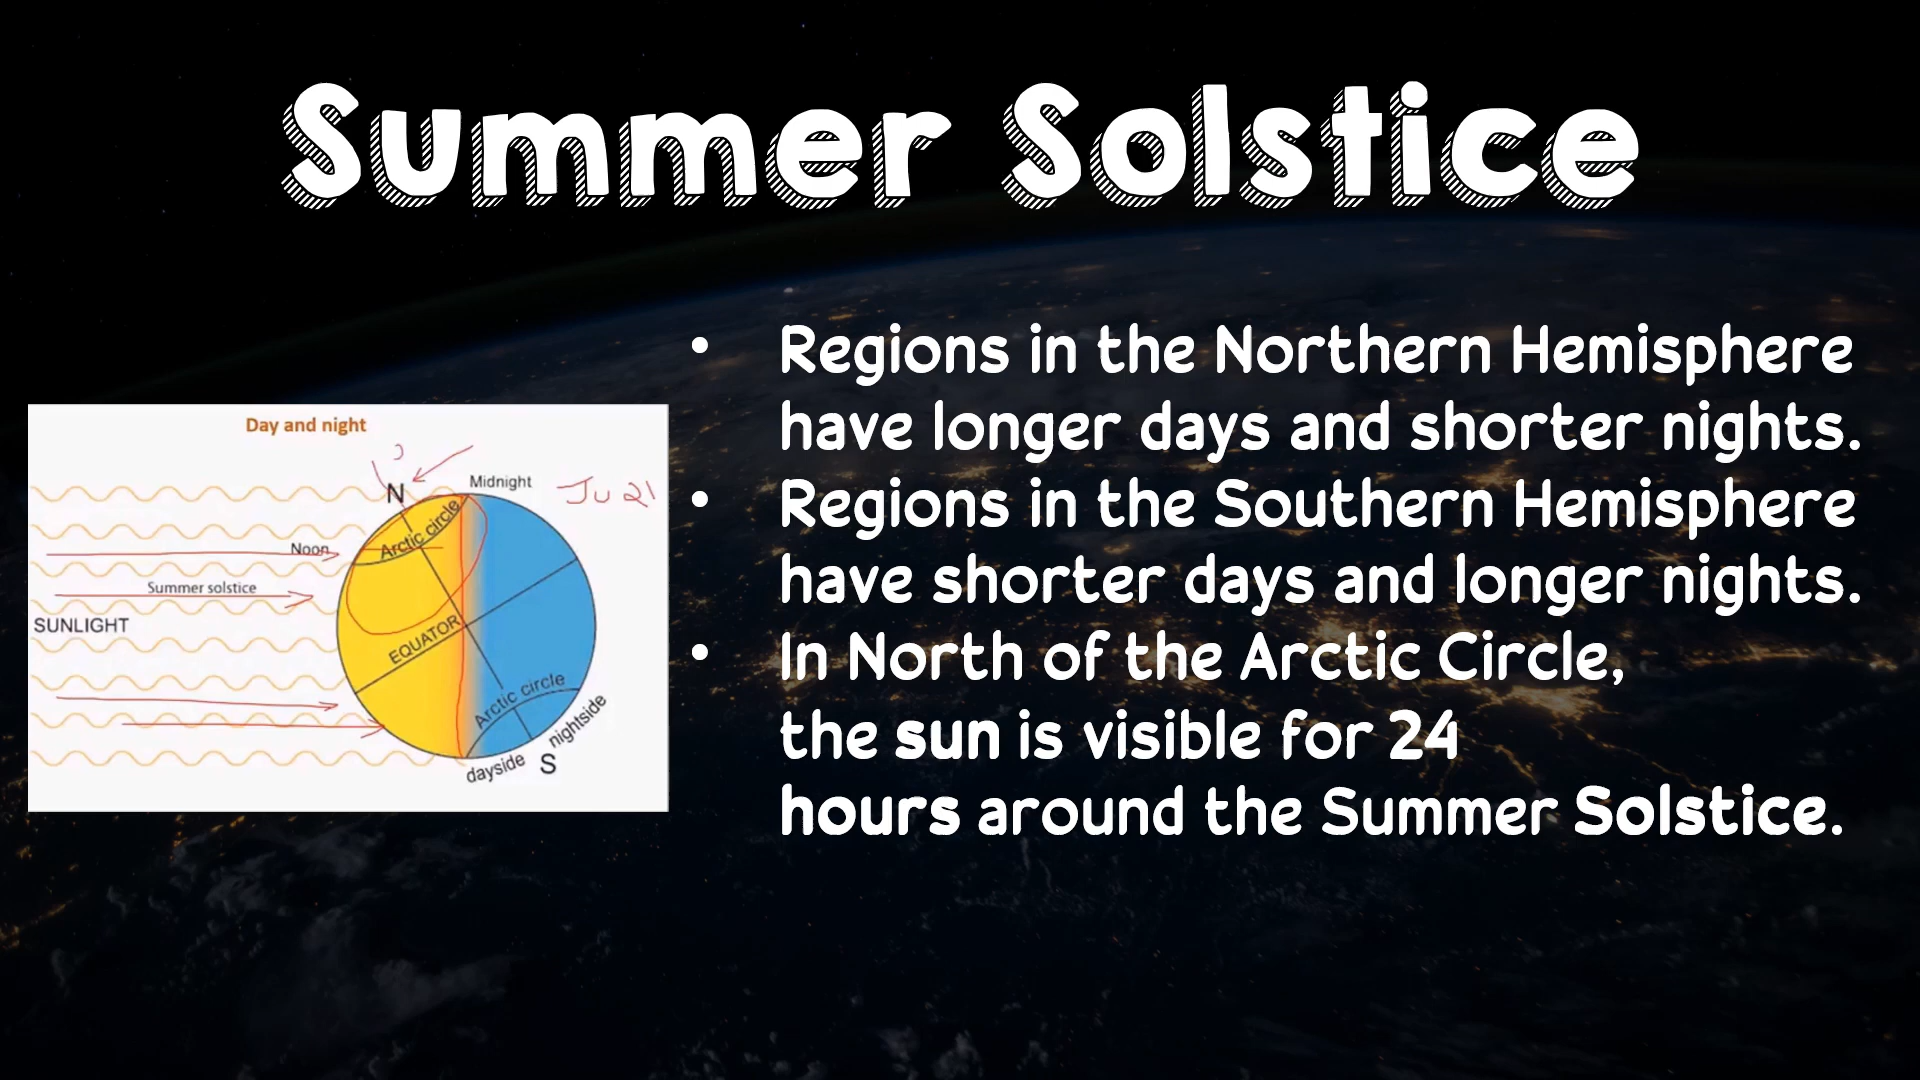 Summer Solstice
Day and night
N
Midnight
Ju 21
Arctic circle
Noon
Summer solstice
SUNLIGHT
EQUATOR
Arctic circle
nightside
dayside
S
• Regions in the Northern Hemisphere
have longer days and shorter nights.
• Regions in the Southern Hemisphere
have shorter days and longer nights.
• In North of the Arctic Circle,
the sun is visible for 24
hours around the Summer Solstice.